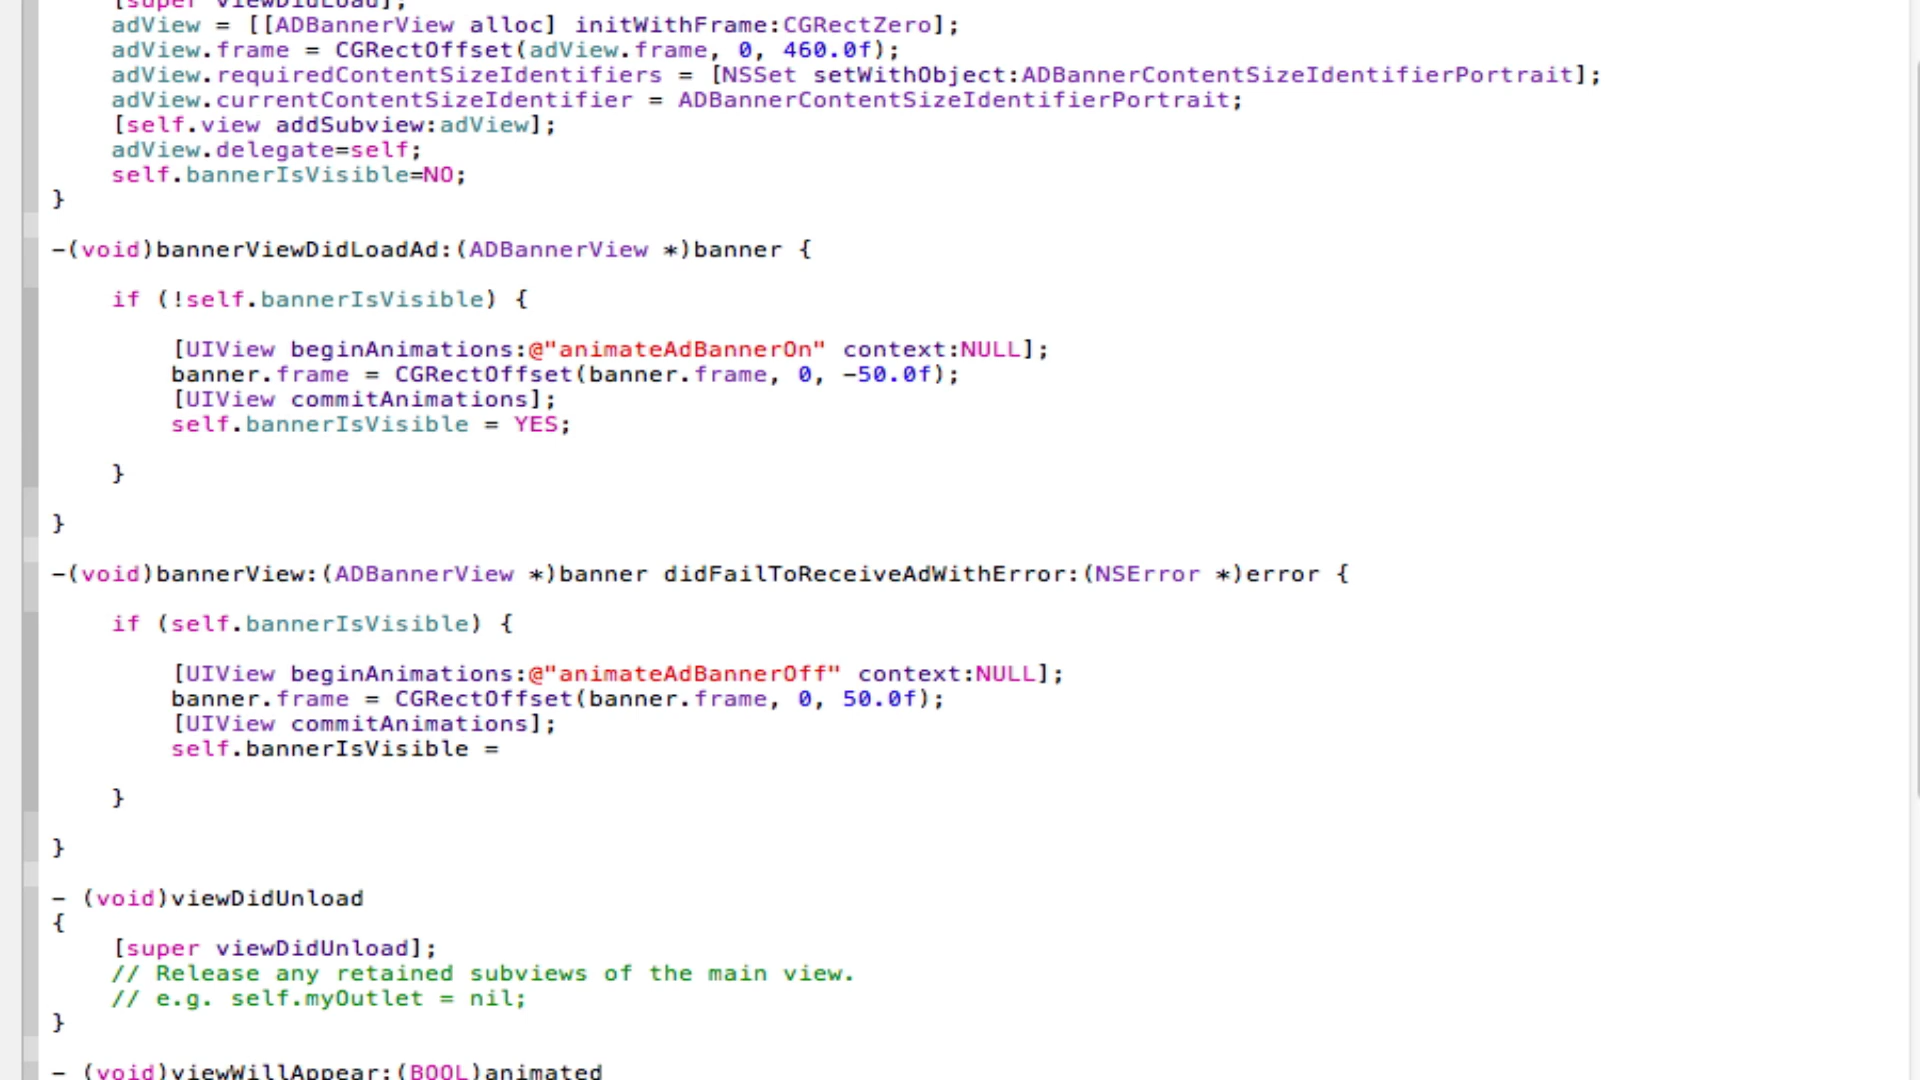 [super viewDidLoad];
adView = [[ADBannerView alloc] initWithFrame:CGRectZero];
adView.frame = CGRectOffset(adView.frame, 0, 460.0f);
adView.requiredContentSizeIdentifiers = [NSSet setWithObject:ADBannerContentSizeIdentifierPortrait];
adView.currentContentSizeIdentifier = ADBannerContentSizeIdentifierPortrait;
[self.view addSubview:adView];
adView.delegate=self;
self.bannerIsVisible=NO;
}
-(void)bannerViewDidLoadAd:(ADBannerView *)banner {
if (!self.bannerIsVisible) {
[UIView beginAnimations:@"animateAdBannerOn" context:NULL];
banner.frame = CGRectOffset(banner.frame, 0, -50.0f);
[UIView commitAnimations];
self.bannerIsVisible = YES;
}
}
-(void)bannerView:(ADBannerView *)banner didFailToReceiveAdWithError:(NSError *)error {
if (self.bannerIsVisible) {
[UIView beginAnimations:@"animateAdBannerOff" context:NULL];
banner.frame = CGRectOffset(banner.frame, 0, 50.0f);
[UIView commitAnimations];
self.bannerIsVisible =
}
}
- (void)viewDidUnload
{
[super viewDidUnload];
// Release any retained subviews of the main view.
// e.g. self.myOutlet = nil;
}
- (void)viewWillAppear:(BOOL)animated